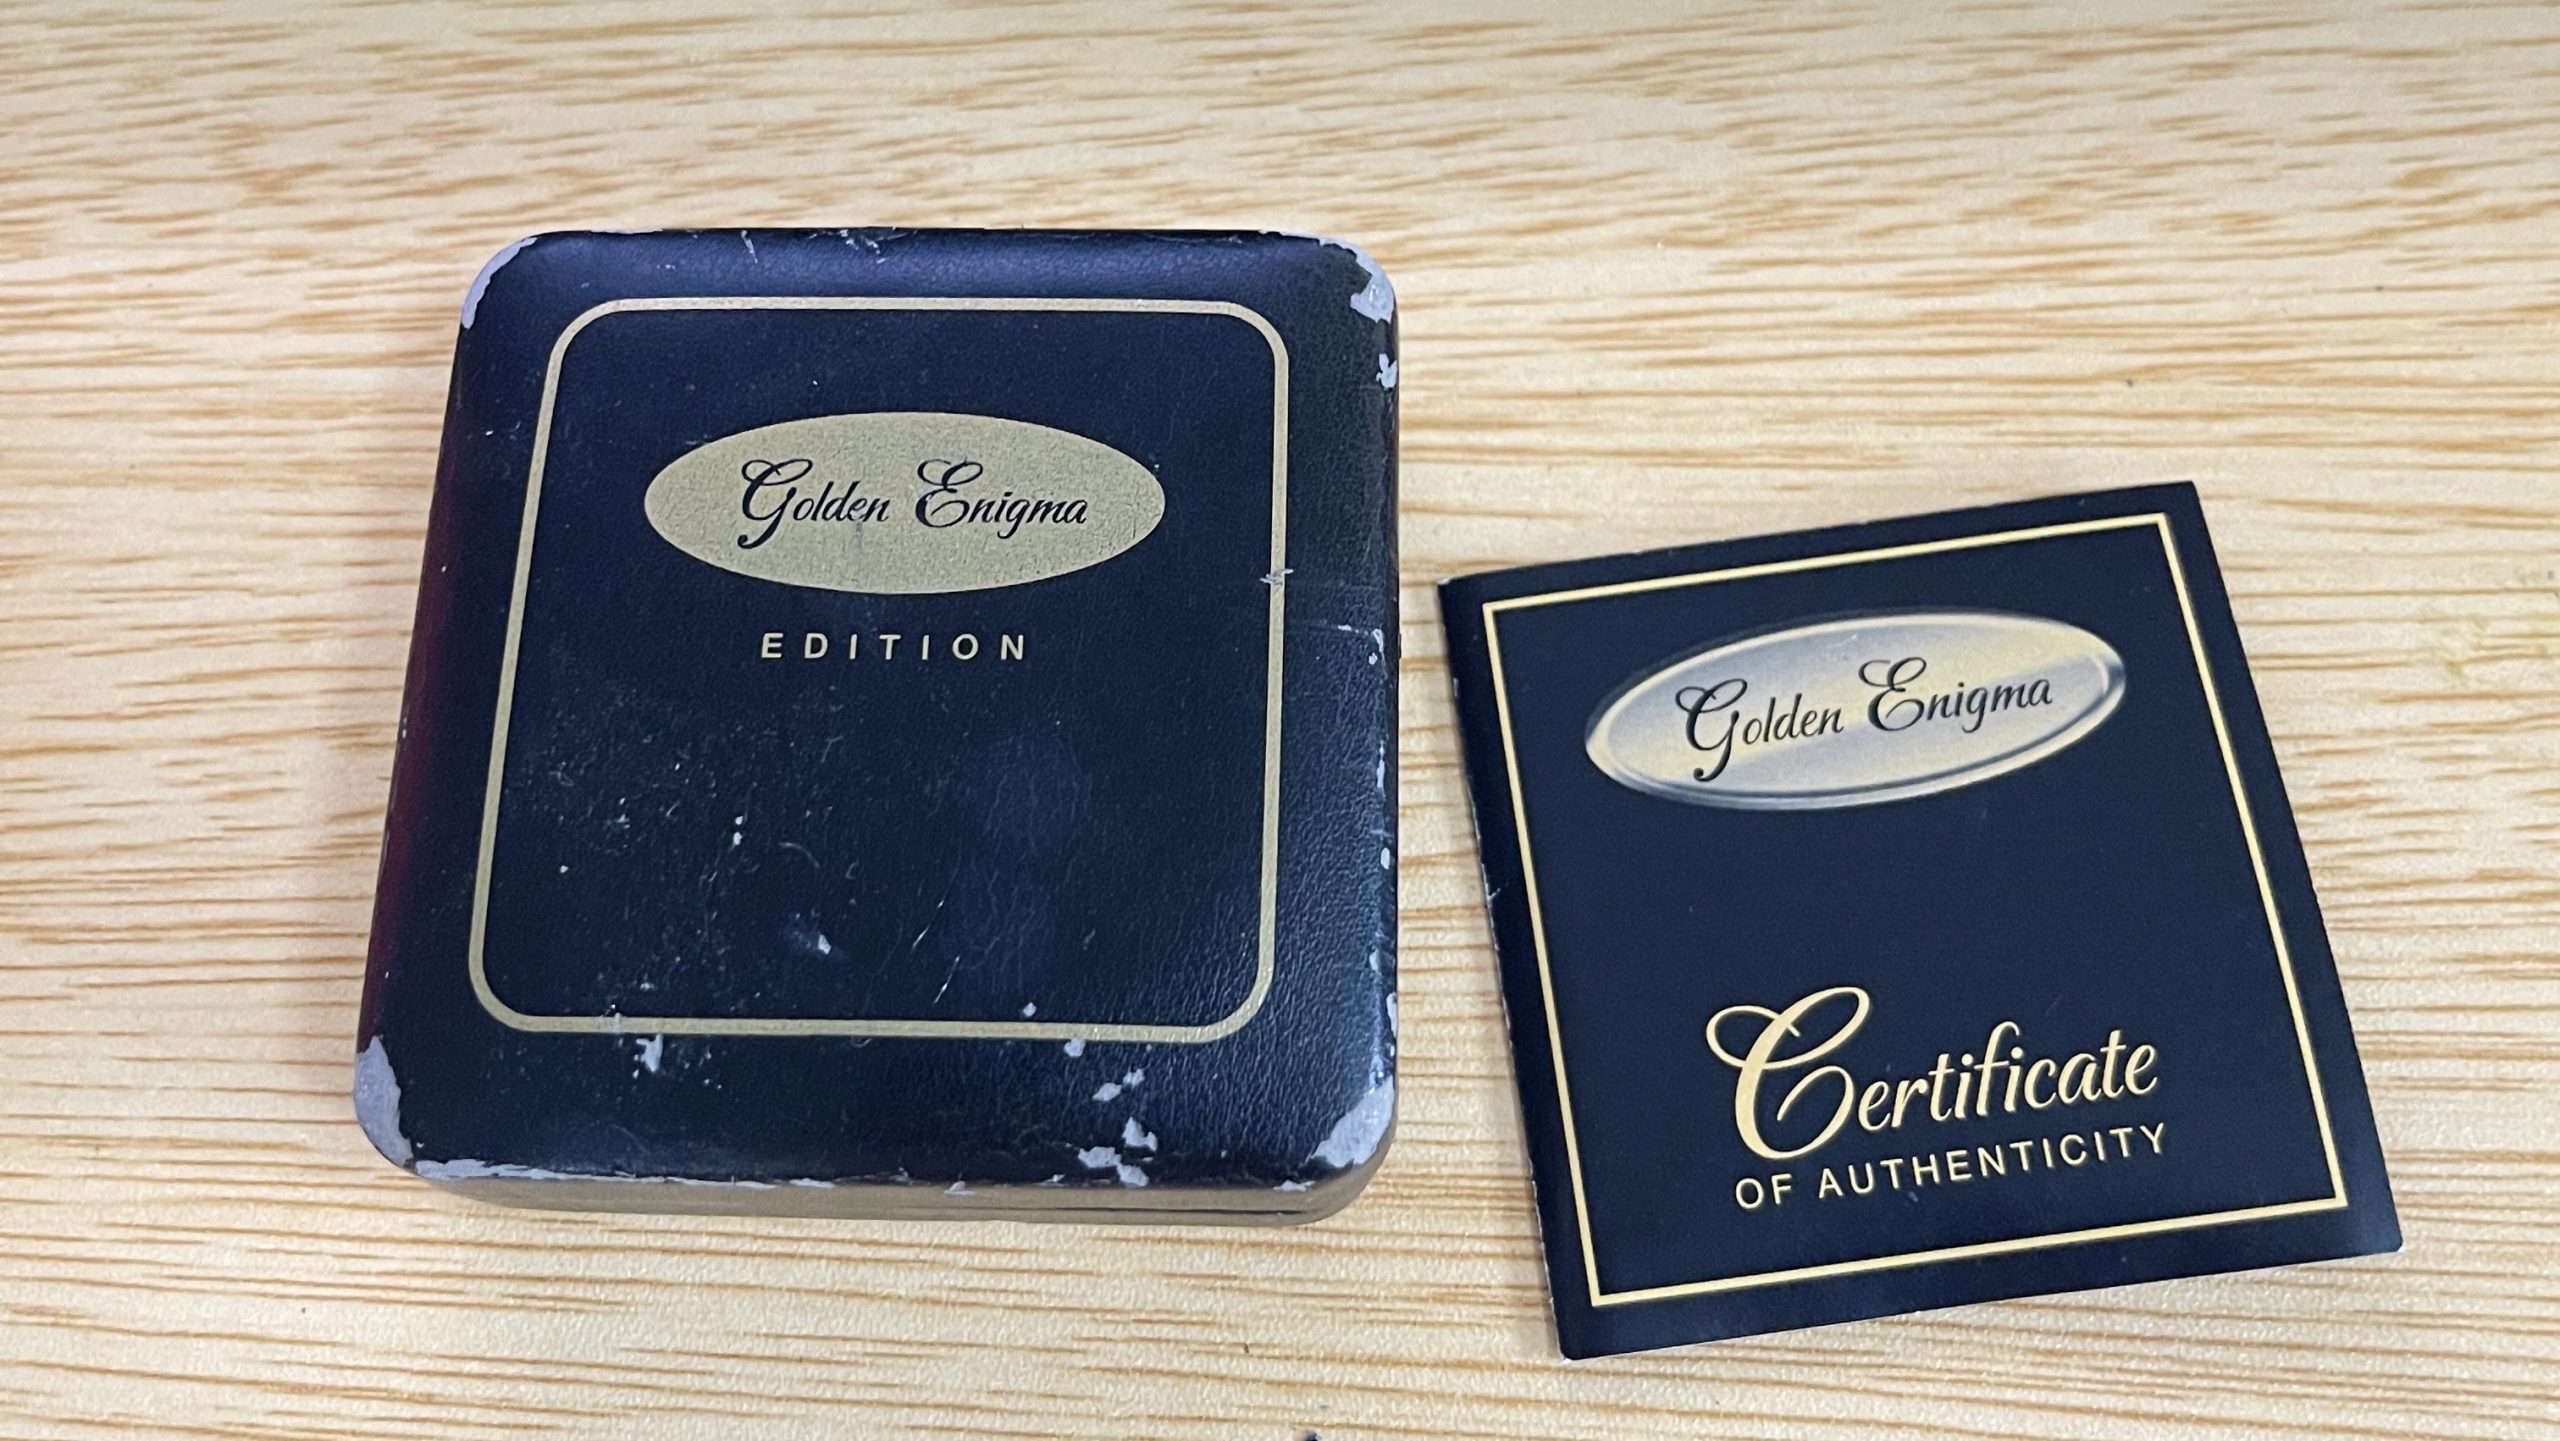 Golden Enigma
EDITION
Golden Enigma
Certificate
OF AUTHENTICITY